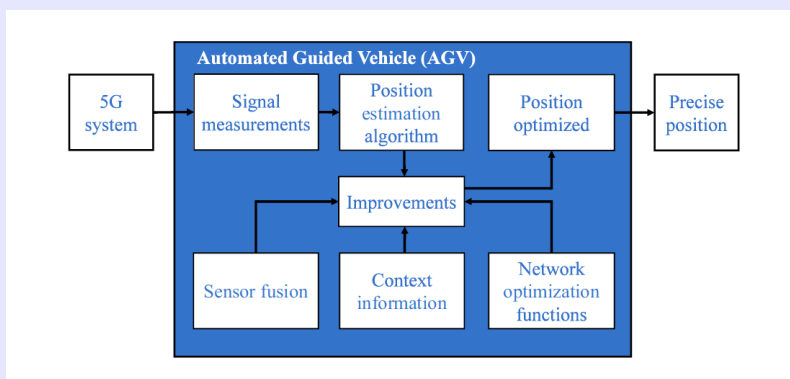 Automated Guided Vehicle (AGV)
5G
system
Signal
measurements
Position
estimation
algorithm
Position
optimized
Precise
position
Improvements
Sensor fusion
Context
information
Network
optimization
functions